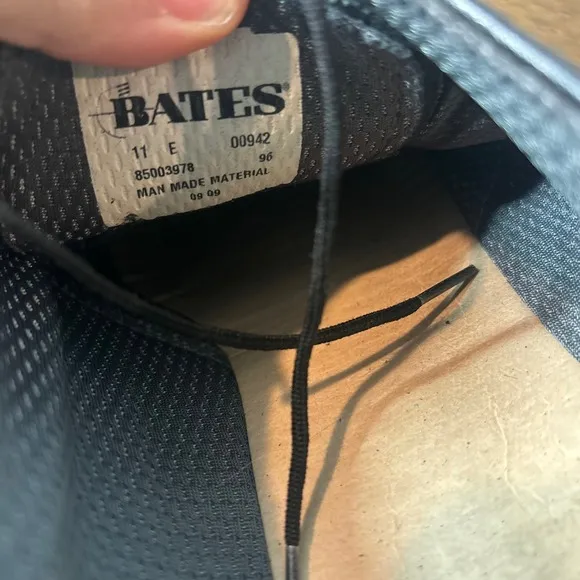 BATES
11 E 00942
85003978 96
MAN MADE MATERIAL
09 09